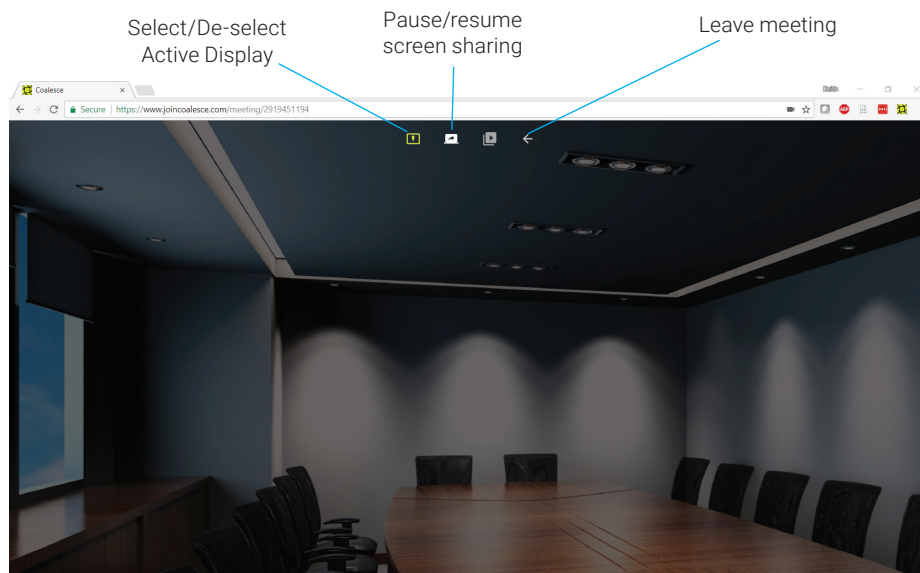 Select/De-select
Active Display
Pause/resume
screen sharing
Leave meeting
Coalesce
Secure
https://www.joincoalesce.com/meeting/2919451194
ABP